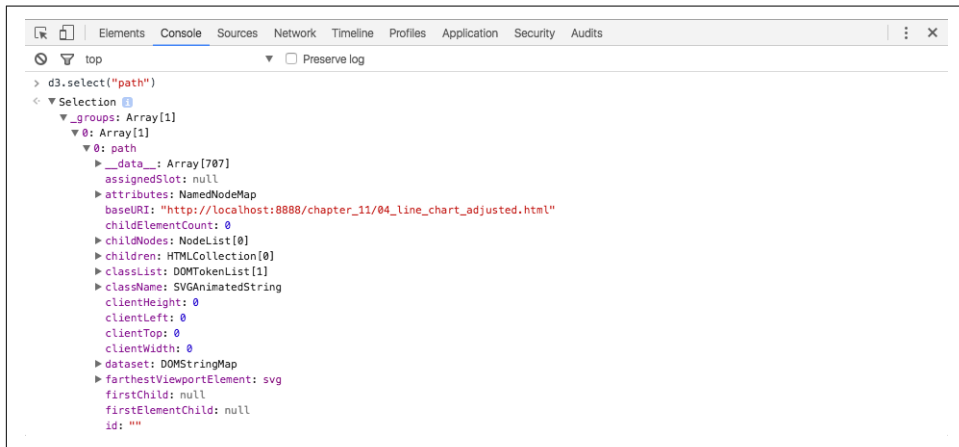 Elements Console Sources Network Timeline Profiles Application Security Audits
top Preserve log
> d3.select("path")
Selection i
_groups: Array[1]
0: Array[1]
0: path
__data__: Array[707]
assignedSlot: null
attributes: NamedNodeMap
baseURI: "http://localhost:8888/chapter_11/04_line_chart_adjusted.html"
childElementCount: 0
childNodes: NodeList[0]
children: HTMLCollection[0]
classList: DOMTokenList[1]
className: SVGAnimatedString
clientHeight: 0
clientLeft: 0
clientTop: 0
clientWidth: 0
dataset: DOMStringMap
farthestViewportElement: svg
firstChild: null
firstElementChild: null
id: ""